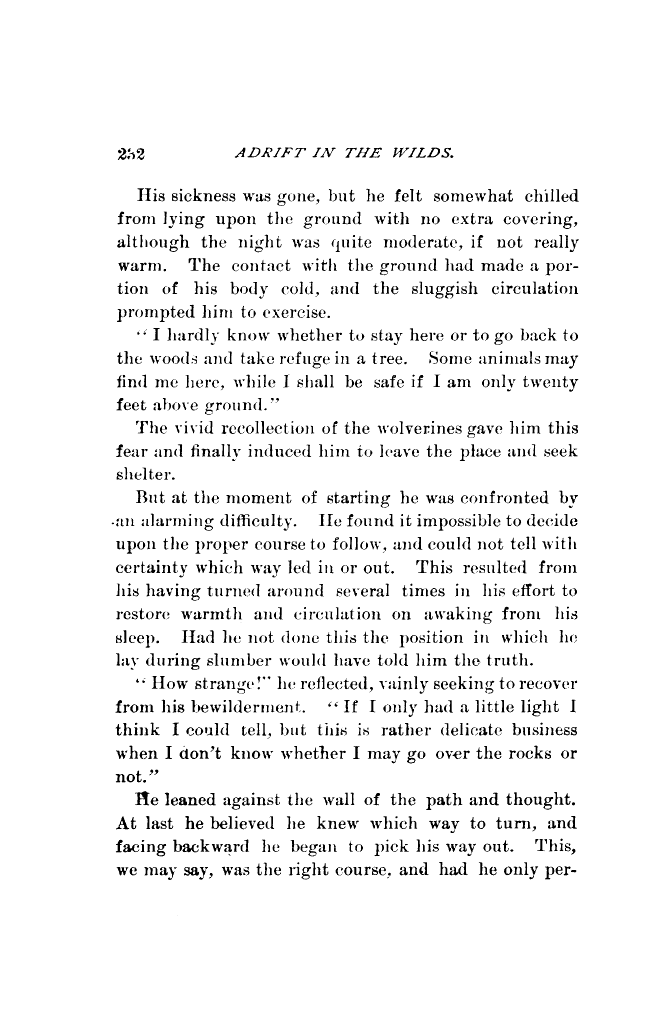 252 ADRIFT IN THE WILDS.
His sickness was gone, but he felt somewhat chilled
from lying upon the ground with no extra covering,
although the night was quite moderate, if not really
warm. The contact with the ground had made a por-
tion of his body cold, and the sluggish circulation
prompted him to exercise.
“I hardly know whether to stay here or to go back to
the woods and take refuge in a tree. Some animals may
find me here, while I shall be safe if I am only twenty
feet above ground.”
The vivid recollection of the wolverines gave him this
fear and finally induced him to leave the place and seek
shelter.
But at the moment of starting he was confronted by
an alarming difficulty. He found it impossible to decide
upon the proper course to follow, and could not tell with
certainty which way led in or out. This resulted from
his having turned around several times in his effort to
restore warmth and circulation on awaking from his
sleep. Had he not done this the position in which he
lay during slumber would have told him the truth.
“How strange!” he reflected, vainly seeking to recover
from his bewilderment. “If I only had a little light I
think I could tell, but this is rather delicate business
when I don’t know whether I may go over the rocks or
not.”
He leaned against the wall of the path and thought.
At last he believed he knew which way to turn, and
facing backward he began to pick his way out. This,
we may say, was the right course, and had he only per-